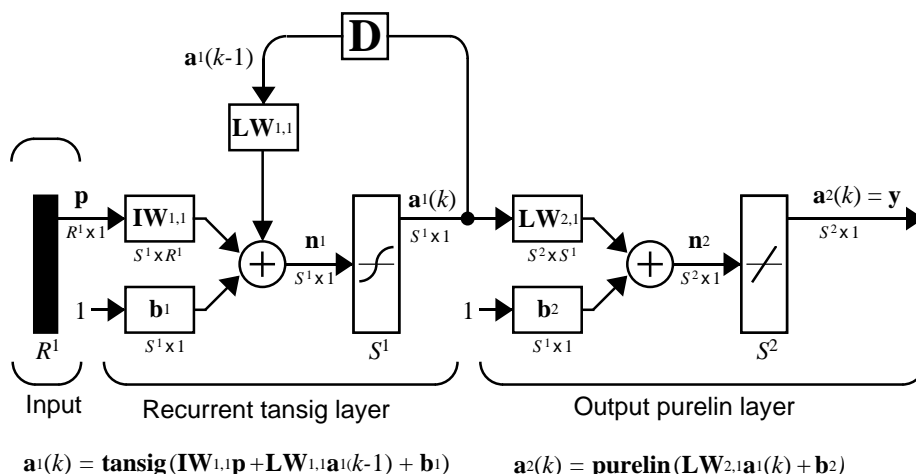 D
a¹(k-1)
LW1,1
p
a¹(k)
a²(k) = y
R¹ x 1
IW1,1
S¹ x 1
LW2,1
S² x 1
S¹ x R¹
n¹
S² x S¹
n²
S¹ x 1
S² x 1
1
b¹
1
b²
R¹
S¹ x 1
S¹
S¹ x 1
S²
Input
Recurrent tansig layer
Output purelin layer
a¹(k) = tansig(IW1,1p +LW1,1a¹(k-1) + b1)
a²(k) = purelin(LW2,1a¹(k) + b2)